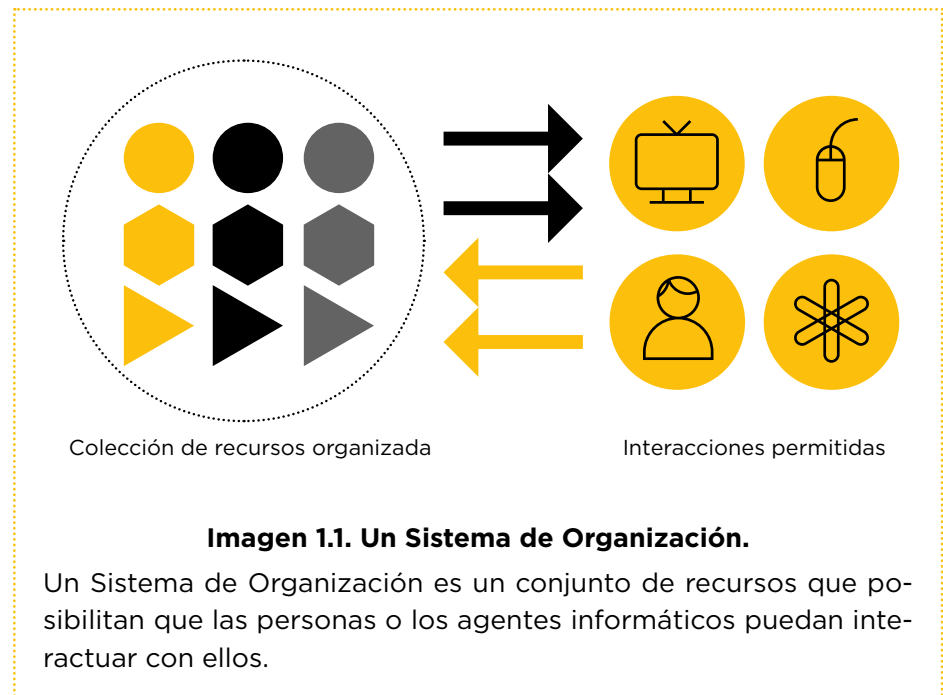 Colección de recursos organizada
Interacciones permitidas
Imagen 1.1. Un Sistema de Organización.
Un Sistema de Organización es un conjunto de recursos que po-
sibilitan que las personas o los agentes informáticos puedan inte-
ractuar con ellos.